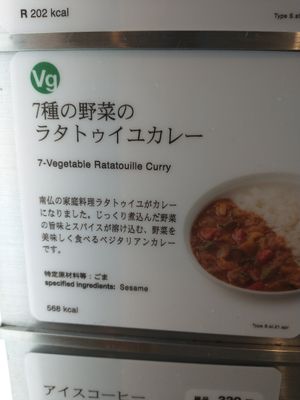 R 202 kcal
Vg
7種の野菜の
ラタトゥイユカレー
7-Vegetable Ratatouille Curry
南仏の家庭料理ラタトゥイユがカレー
になりました。じっくり煮込んだ野菜
の旨味とスパイスが溶け込む、野菜を
美味しく食べるベジタリアンカレー
です。
特定原材料等：ごま
specified ingredients: Sesame
568 kcal
アイスコーヒー